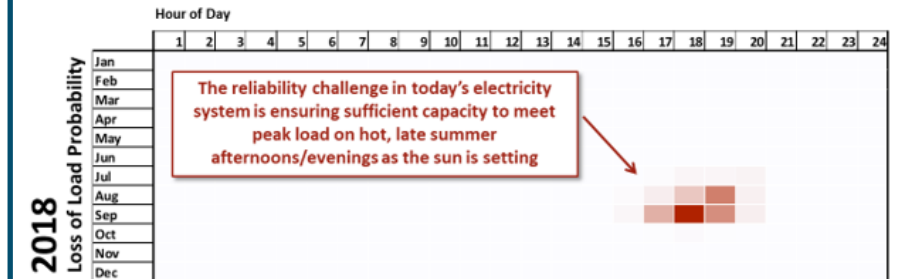 Hour of Day
1 2 3 4 5 6 7 8 9 10 11 12 13 14 15 16 17 18 19 20 21 22 23 24
2018
Loss of Load Probability
Jan
Feb
Mar
Apr
May
Jun
Jul
Aug
Sep
Oct
Nov
Dec
The reliability challenge in today's electricity
system is ensuring sufficient capacity to meet
peak load on hot, late summer
afternoons/evenings as the sun is setting